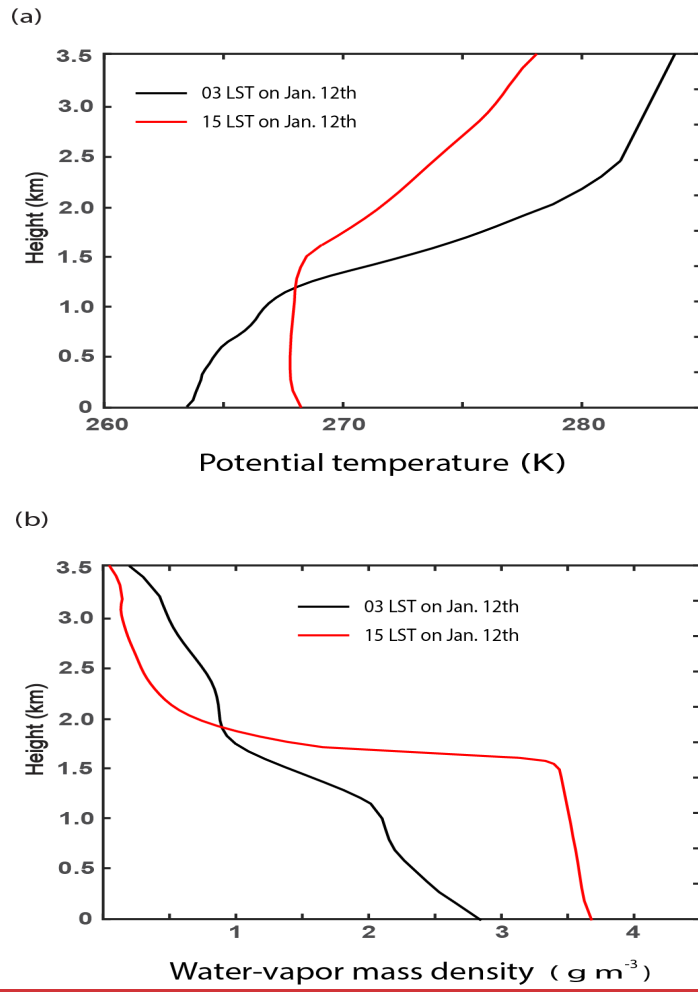 (a)
3.5
3.0
2.5
2.0
1.5
1.0
0.5
0
Height (km)
03 LST on Jan. 12th
15 LST on Jan. 12th
260 270 280
Potential temperature (K)
(b)
3.5
3.0
2.5
2.0
1.5
1.0
0.5
0
Height (km)
03 LST on Jan. 12th
15 LST on Jan. 12th
1 2 3 4
Water-vapor mass density ( g m⁻³ )